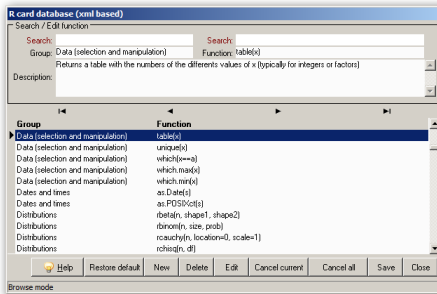 R card database (xml based)
Search / Edit function
Search: Search:
Group: Data (selection and manipulation) Function: table(x)
Description: Returns a table with the numbers of the differents values of x (typically for integers or factors)
Group Function
Data (selection and manipulation) table(x)
Data (selection and manipulation) unique(x)
Data (selection and manipulation) which(x==a)
Data (selection and manipulation) which.max(x)
Data (selection and manipulation) which.min(x)
Dates and times as.Date(s)
Dates and times as.POSIXct(s)
Distributions rbeta(n, shape1, shape2)
Distributions rbinom(n, size, prob)
Distributions rcauchy(n, location=0, scale=1)
Distributions rchisq(n, df)
Help Restore default New Delete Edit Cancel current Cancel all Save Close
Browse mode